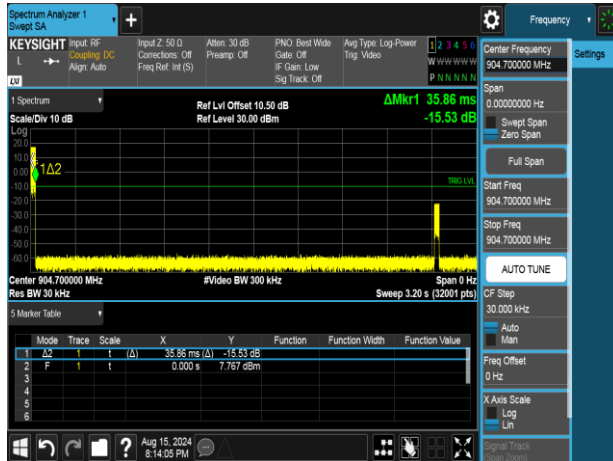 Spectrum Analyzer 1
Swept SA
+
Frequency
KEYSIGHT
L
LXI
Input: RF
Coupling: DC
Align: Auto
Input Z: 50 Ω
Corrections: Off
Freq Ref: Int (S)
Atten: 30 dB
Preamp: Off
PNO: Best Wide
Gate: Off
IF Gain: Low
Sig Track: Off
Avg Type: Log-Power
Trig: Video
1 2 3 4 5 6
W W W W W W
P N N N N N
Center Frequency
904.700000 MHz
Settings
Span
0.00000000 Hz
Swept Span
Zero Span
Full Span
Start Freq
904.700000 MHz
Stop Freq
904.700000 MHz
AUTO TUNE
CF Step
30.000 kHz
Auto
Man
Freq Offset
0 Hz
X Axis Scale
Log
Lin
Signal Track
(Span Zoom)
1 Spectrum
Scale/Div 10 dB
Log
Ref Lvl Offset 10.50 dB
Ref Level 30.00 dBm
ΔMkr1 35.86 ms
-15.53 dB
20.0
10.0
0.00
-10.0
-20.0
-30.0
-40.0
-50.0
-60.0
1Δ2
TRIG LVL
Center 904.700000 MHz
Res BW 30 kHz
#Video BW 300 kHz
Span 0 Hz
Sweep 3.20 s (32001 pts)
5 Marker Table
Mode Trace Scale X Y Function Function Width Function Value
1 Δ2 1 t (Δ) 35.86 ms (Δ) -15.53 dB
2 F 1 t 0.000 s 7.767 dBm
3
4
5
6
?
Aug 15, 2024
8:14:05 PM